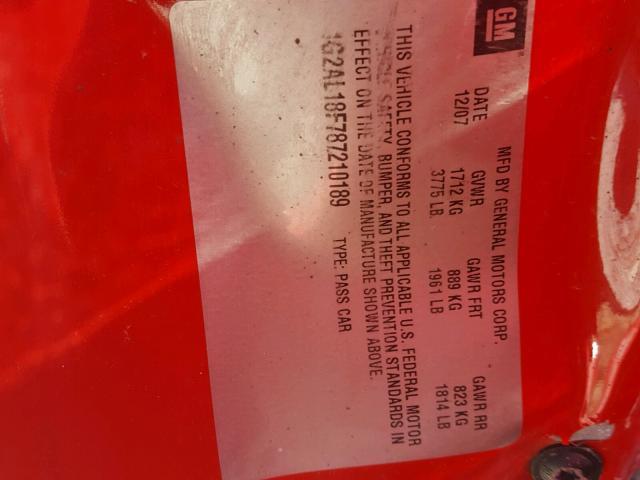 GM
MFD BY GENERAL MOTORS CORP.
DATE GVWR GAWR FRT GAWR RR
12/07 1712 KG 889 KG 823 KG
3775 LB 1961 LB 1814 LB
THIS VEHICLE CONFORMS TO ALL APPLICABLE U.S. FEDERAL MOTOR
VEHICLE SAFETY, BUMPER, AND THEFT PREVENTION STANDARDS IN
EFFECT ON THE DATE OF MANUFACTURE SHOWN ABOVE.
1G2AL18F787210189 TYPE: PASS CAR